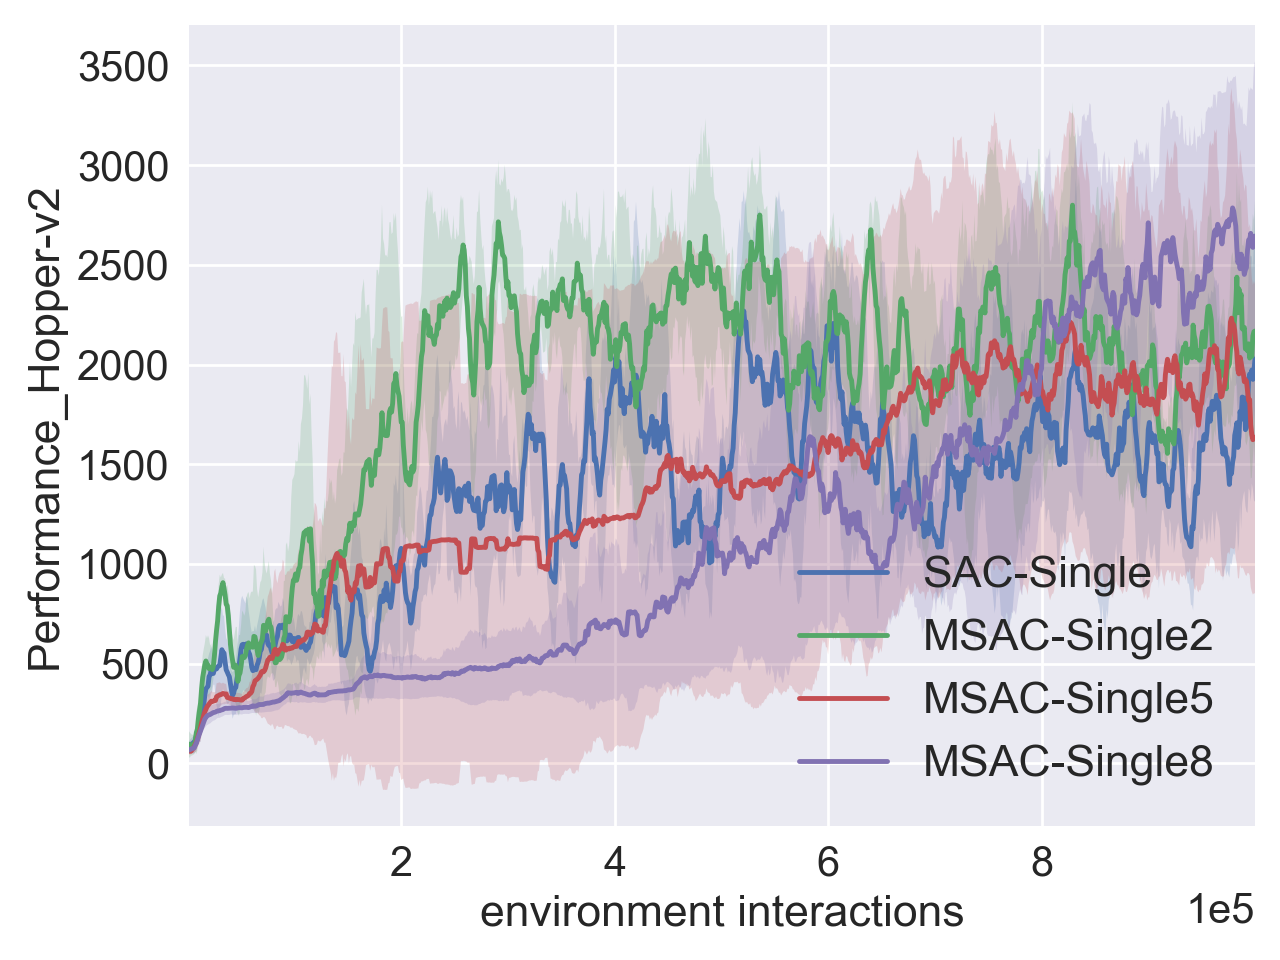 Performance_Hopper-v2
3500
3000
2500
2000
1500
1000
500
0
SAC-Single
MSAC-Single2
MSAC-Single5
MSAC-Single8
2
4
6
8
1e5
environment interactions